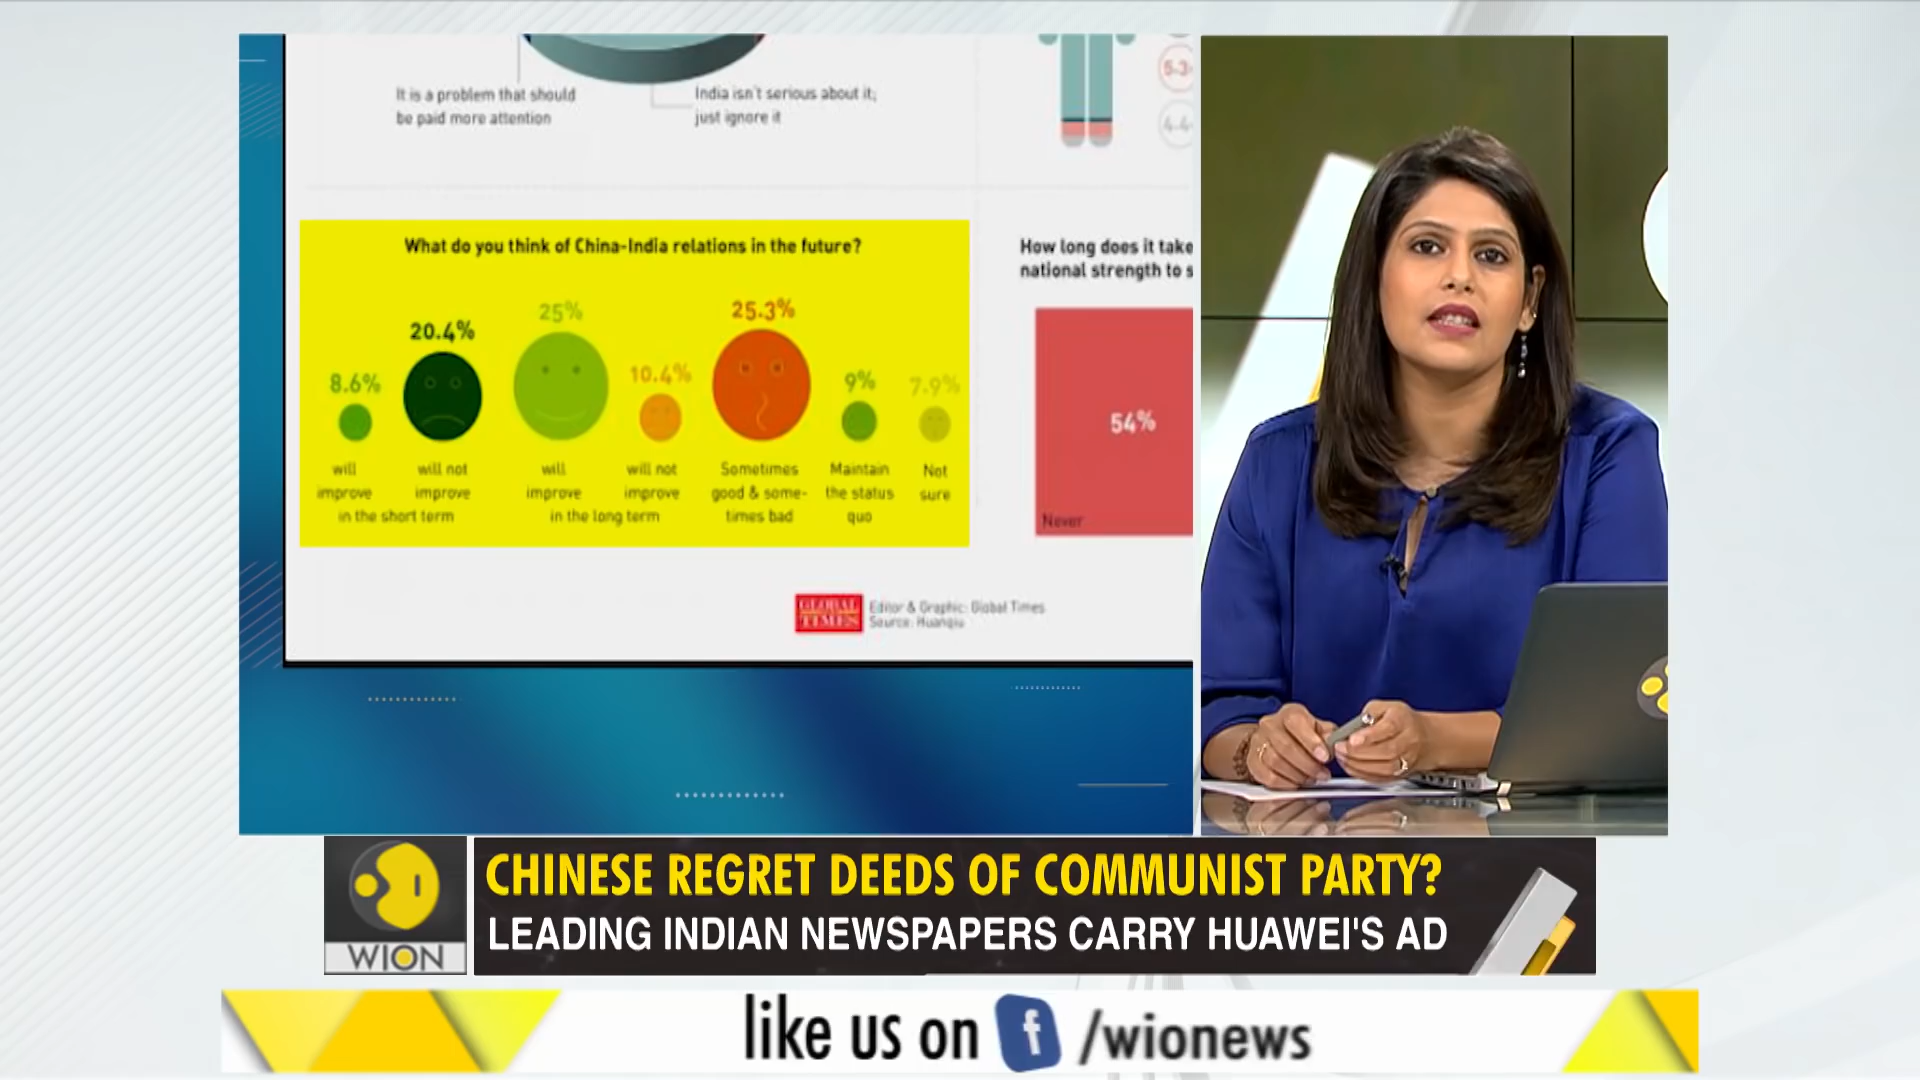 It is a problem that should
be paid more attention
India isn't serious about it;
just ignore it
5.3
4.4
What do you think of China-India relations in the future?
8.6%
20.4%
25%
10.4%
25.3%
9%
7.9%
will
improve
will not
improve
in the short term
will
improve
will not
improve
in the long term
Sometimes
good & some-
times bad
Maintain
the status
quo
Not
sure
How long does it take
national strength to s
54%
Never
GLOBAL
TIMES
Editor & Graphic: Global Times
Source: Huanqiu
WION
CHINESE REGRET DEEDS OF COMMUNIST PARTY?
LEADING INDIAN NEWSPAPERS CARRY HUAWEI'S AD
like us on f /wionews